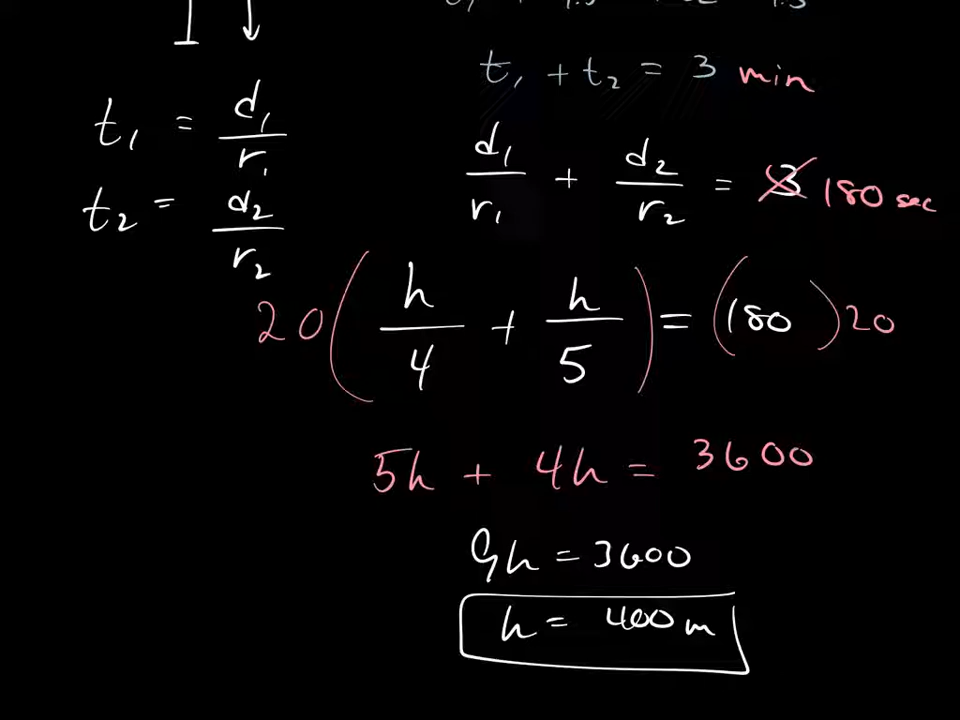 t₁ + t₂ = 3 min
t₁ = d₁/r₁
t₂ = d₂/r₂
d₁/r₁ + d₂/r₂ = 3 180 sec
20(h/4 + h/5) = (180)20
5h + 4h = 3600
9h = 3600
h = 400 m